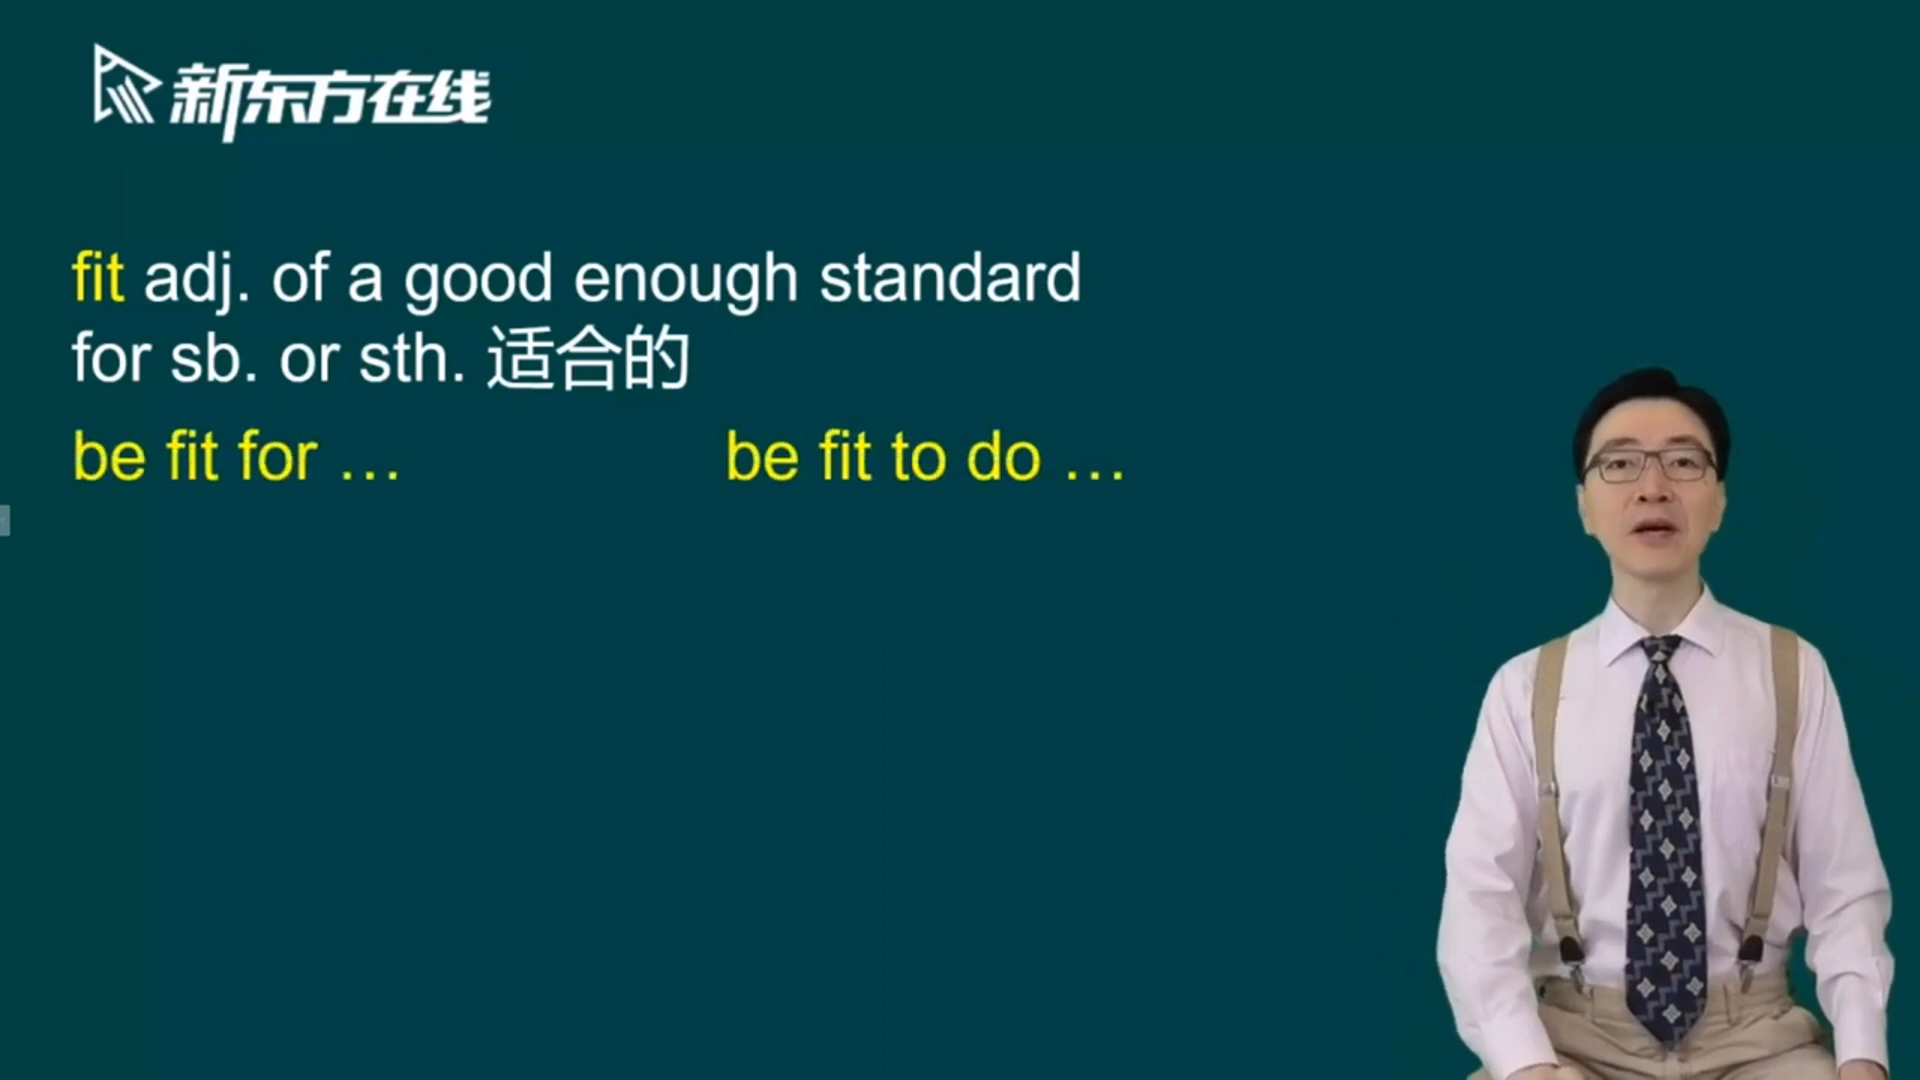 新东方在线
fit adj. of a good enough standard
for sb. or sth. 适合的
be fit for … be fit to do …